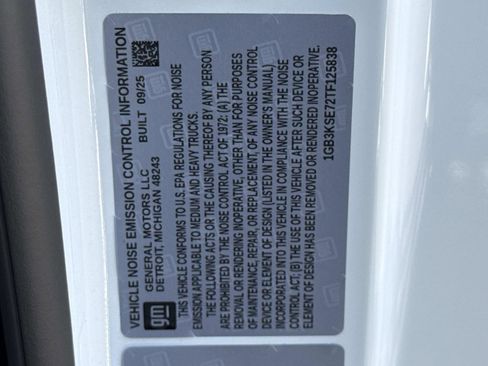 VEHICLE NOISE EMISSION CONTROL INFORMATION
gm
GENERAL MOTORS LLC
DETROIT, MICHIGAN 48243
BUILT 09/25
THIS VEHICLE CONFORMS TO U.S. EPA REGULATIONS FOR NOISE
EMISSION APPLICABLE TO MEDIUM AND HEAVY TRUCKS.
THE FOLLOWING ACTS OR THE CAUSING THEREOF BY ANY PERSON
ARE PROHIBITED BY THE NOISE CONTROL ACT OF 1972: (A) THE
REMOVAL OR RENDERING INOPERATIVE, OTHER THAN FOR PURPOSES
OF MAINTENANCE, REPAIR, OR REPLACEMENT, OF ANY NOISE CONTROL
DEVICE OR ELEMENT OF DESIGN (LISTED IN THE OWNER'S MANUAL)
INCORPORATED INTO THIS VEHICLE IN COMPLIANCE WITH THE NOISE
CONTROL ACT; (B) THE USE OF THIS VEHICLE AFTER SUCH DEVICE OR
ELEMENT OF DESIGN HAS BEEN REMOVED OR RENDERED INOPERATIVE.
1GB3KSE72TF125838